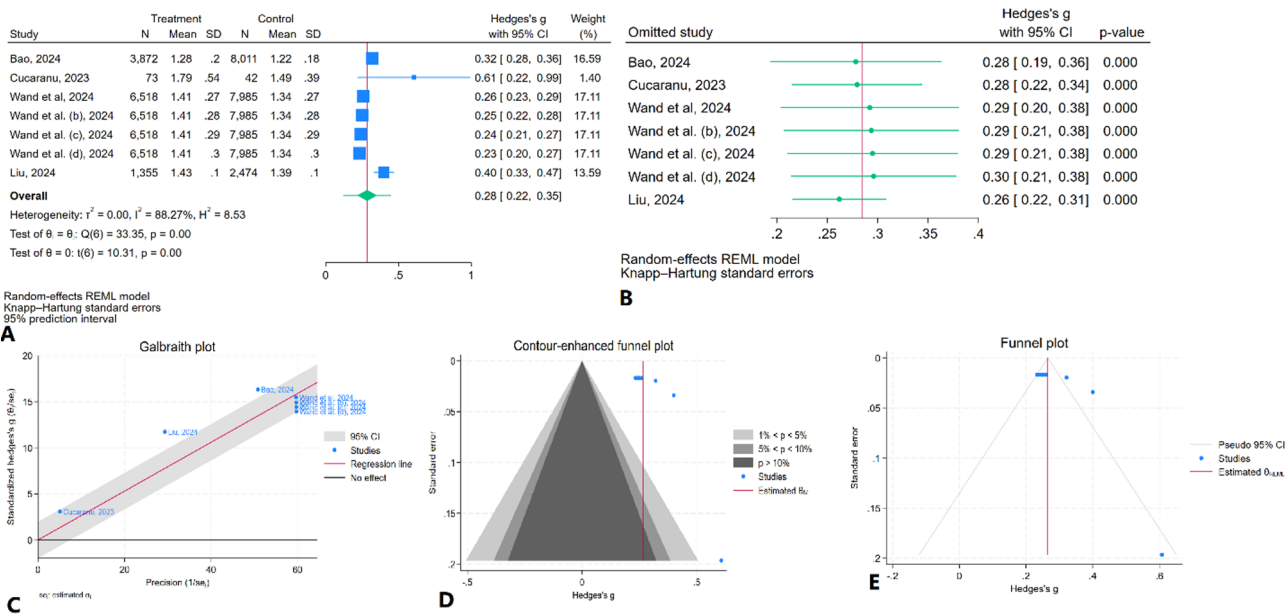 Treatment Control Hedges's g Weight
Study N Mean SD N Mean SD with 95% CI (%)
Bao, 2024 3,872 1.28 .2 8,011 1.22 .18 0.32 [ 0.28, 0.36] 16.59
Cucaranu, 2023 73 1.79 .54 42 1.49 .39 0.61 [ 0.22, 0.99] 1.40
Wand et al, 2024 6,518 1.41 .27 7,985 1.34 .27 0.26 [ 0.23, 0.29] 17.11
Wand et al. (b), 2024 6,518 1.41 .28 7,985 1.34 .28 0.25 [ 0.22, 0.28] 17.11
Wand et al. (c), 2024 6,518 1.41 .29 7,985 1.34 .29 0.24 [ 0.21, 0.27] 17.11
Wand et al. (d), 2024 6,518 1.41 .3 7,985 1.34 .3 0.23 [ 0.20, 0.27] 17.11
Liu, 2024 1,355 1.43 .1 2,474 1.39 .1 0.40 [ 0.33, 0.47] 13.59
Overall 0.28 [ 0.22, 0.35]
Heterogeneity: τ² = 0.00, I² = 88.27%, H² = 8.53
Test of θᵢ = θⱼ: Q(6) = 33.35, p = 0.00
Test of θ = 0: t(6) = 10.31, p = 0.00
0 .5 1
Random-effects REML model
Knapp–Hartung standard errors
95% prediction interval
A
Hedges's g
Omitted study with 95% CI p-value
Bao, 2024 0.28 [ 0.19, 0.36] 0.000
Cucaranu, 2023 0.28 [ 0.22, 0.34] 0.000
Wand et al, 2024 0.29 [ 0.20, 0.38] 0.000
Wand et al. (b), 2024 0.29 [ 0.21, 0.38] 0.000
Wand et al. (c), 2024 0.29 [ 0.21, 0.38] 0.000
Wand et al. (d), 2024 0.30 [ 0.21, 0.38] 0.000
Liu, 2024 0.26 [ 0.22, 0.31] 0.000
.2 .25 .3 .35 .4
Random-effects REML model
Knapp–Hartung standard errors
B
Galbraith plot
Standardized hedges's g (θᵢ/seᵢ)
20
15
10
5
0
Bao, 2024
Wand et al, 2024
Liu, 2024
Cucaranu, 2023
0 20 40 60
Precision (1/seᵢ)
seᵢ: estimated σᵢ
95% CI
Studies
Regression line
No effect
C
Contour-enhanced funnel plot
Standard error
0
.05
.1
.15
.2
-.5 0 .5
Hedges's g
1% < p < 5%
5% < p < 10%
p > 10%
Studies
Estimated θ
D
Funnel plot
Standard error
0
.05
.1
.15
.2
-.2 0 .2 .4 .6
Hedges's g
Pseudo 95% CI
Studies
Estimated θREML
E